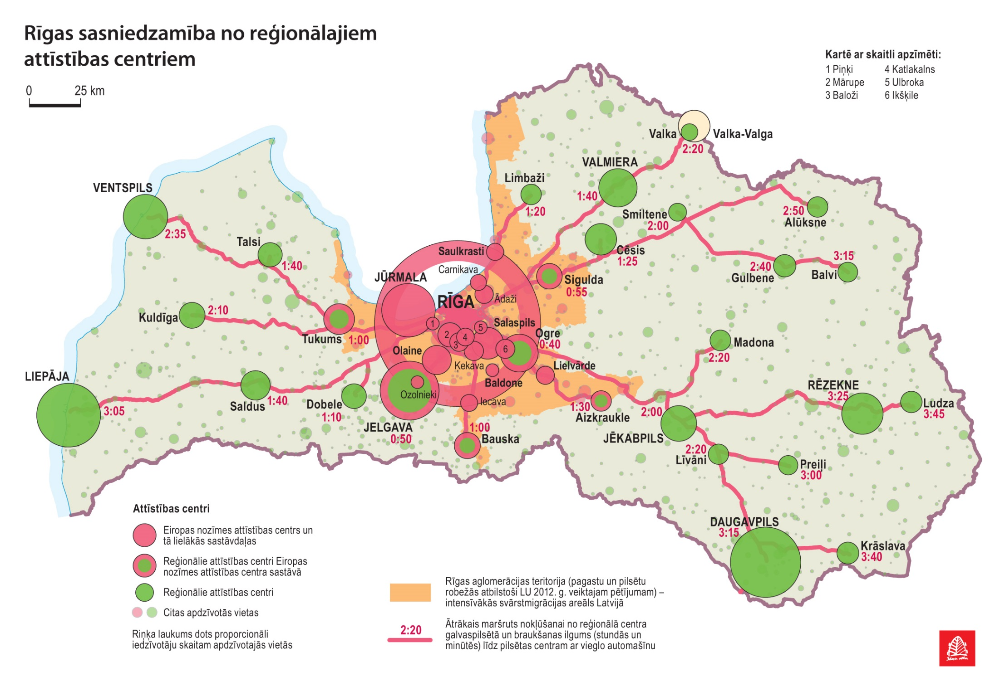 Rīgas sasniedzamība no reģionālajiem
attīstības centriem
0 25 km
Kartē ar skaitli apzīmēti:
1 Piņķi
2 Mārupe
3 Baloži
4 Katlakalns
5 Ulbroka
6 Ikšķile
Valka
Valka-Valga
2:20
VALMIERA
1:40
Limbaži
1:20
VENTSPILS
2:35
Smiltene
2:00
2:50
Alūksne
Talsi
1:40
Saulkrasti
Carnikava
Cēsis
1:25
3:15
Balvi
2:40
Gulbene
JŪRMALA
Sigulda
0:55
RĪGA
Ādaži
Kuldīga
2:10
1
2
3
4
5
6
Salaspils
Ogre
0:40
Tukums
1:00
Olaine
Madona
2:20
Ķekava
Lielvārde
LIEPĀJA
3:05
Baldone
RĒZEKNE
3:25
Ozolnieki
Iecava
Saldus
1:40
Dobele
1:10
1:30
Aizkraukle
2:00
JĒKABPILS
Ludza
3:45
JELGAVA
0:50
1:00
Bauska
2:20
Līvāni
Preiļi
3:00
DAUGAVPILS
3:15
Krāslava
3:40
Attīstības centri
Eiropas nozīmes attīstības centrs un
tā lielākās sastāvdaļas
Reģionālie attīstības centri Eiropas
nozīmes attīstības centra sastāvā
Reģionālie attīstības centri
Citas apdzīvotās vietas
Riņķa laukums dots proporcionāli
iedzīvotāju skaitam apdzīvotajās vietās
Rīgas aglomerācijas teritorija (pagastu un pilsētu
robežās atbilstoši LU 2012. g. veiktajam pētījumam) –
intensīvākās svārstmigrācijas areāls Latvijā
2:20
Ātrākais maršruts nokļūšanai no reģionālā centra
galvaspilsētā un braukšanas ilgums (stundās un
minūtēs) līdz pilsētas centram ar vieglo automašīnu
Jāņa sēta